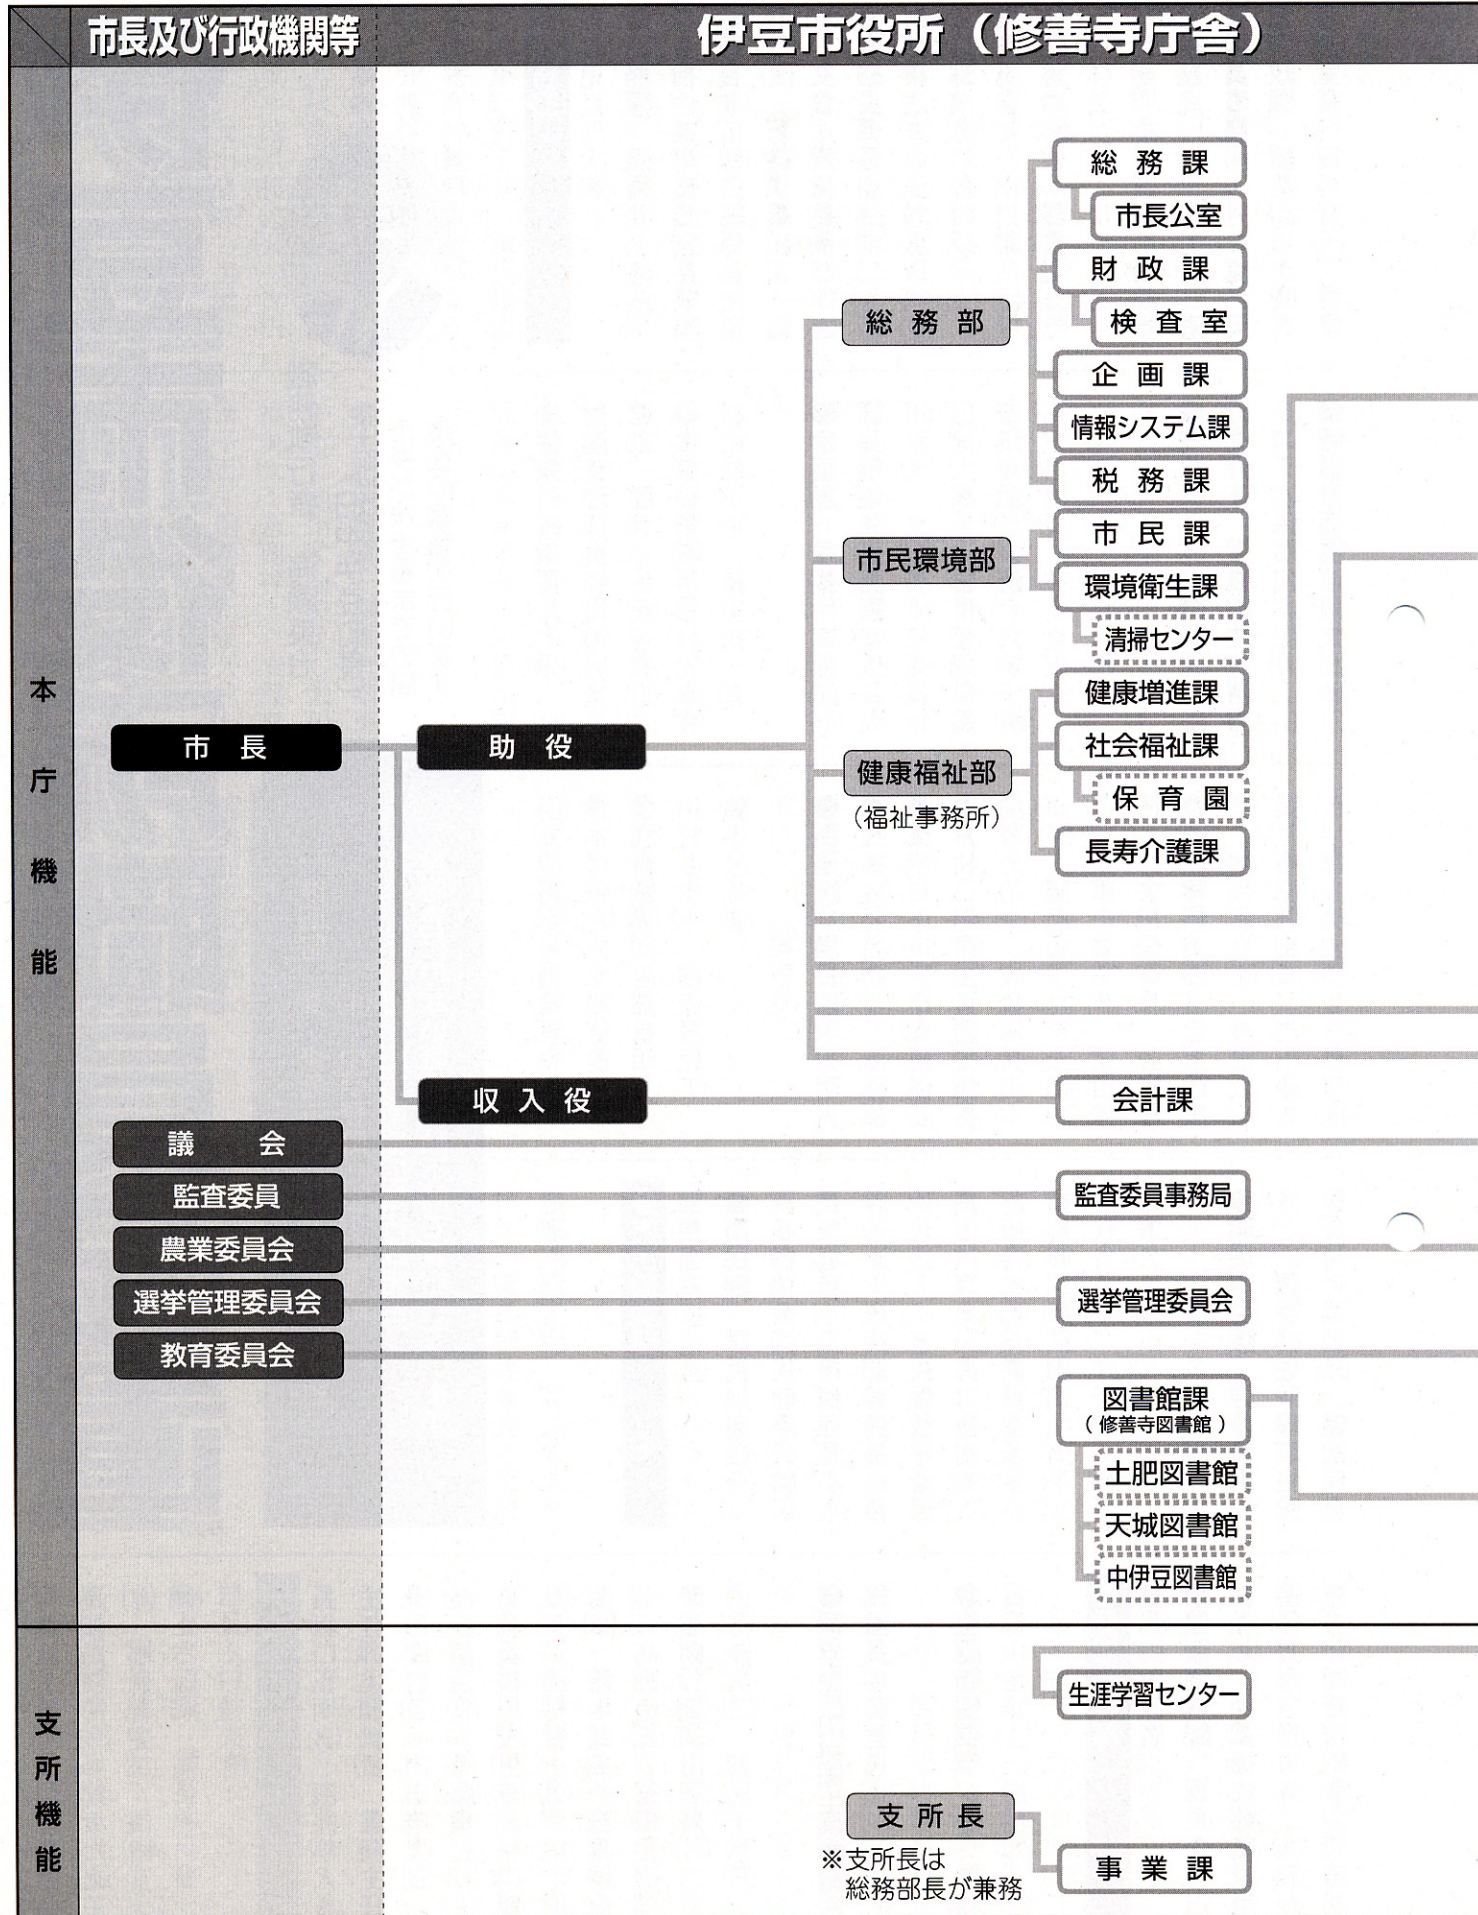 市長及び行政機関等
伊豆市役所（修善寺庁舎）
本庁機能
総務課
市長公室
財政課
検査室
総務部
企画課
情報システム課
税務課
市民課
市民環境部
環境衛生課
清掃センター
健康増進課
市長
助役
社会福祉課
健康福祉部
（福祉事務所）
保育園
長寿介護課
収入役
会計課
議会
監査委員
監査委員事務局
農業委員会
選挙管理委員会
選挙管理委員会
教育委員会
図書館課
（修善寺図書館）
土肥図書館
天城図書館
中伊豆図書館
支所機能
生涯学習センター
支所長
※支所長は
総務部長が兼務
事業課